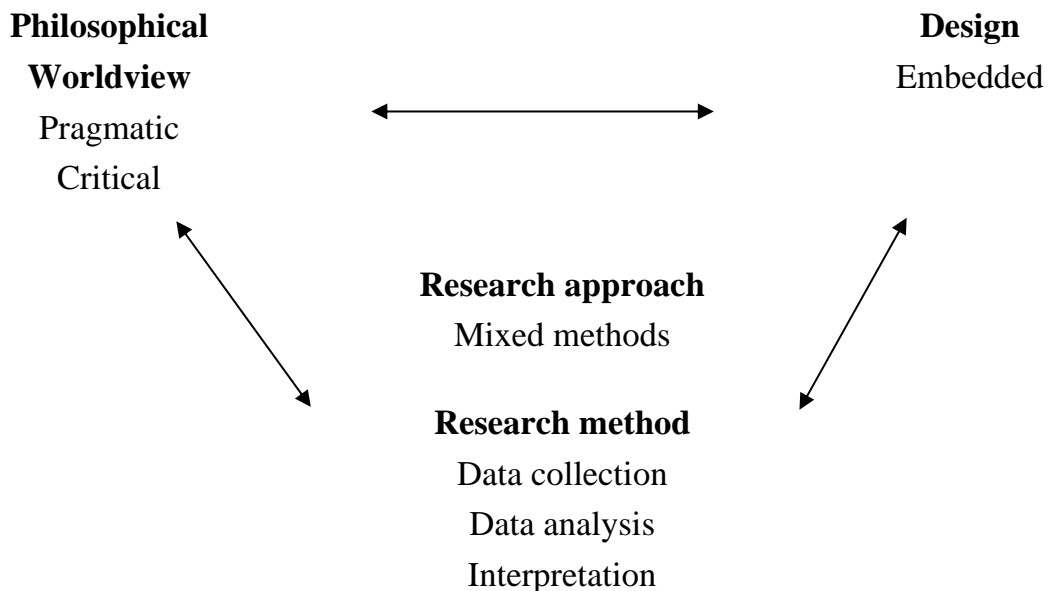 Philosophical
Worldview
Pragmatic
Critical
Design
Embedded
Research approach
Mixed methods
Research method
Data collection
Data analysis
Interpretation